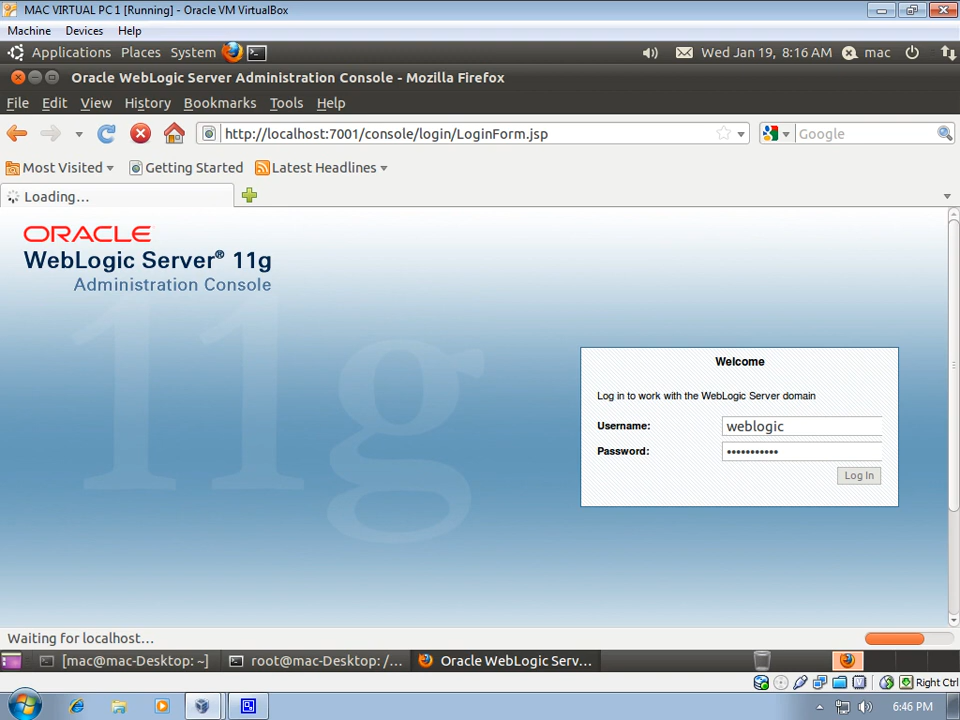 MAC VIRTUAL PC 1 [Running] - Oracle VM VirtualBox
Machine Devices Help
Applications Places System Wed Jan 19, 8:16 AM mac
Oracle WebLogic Server Administration Console - Mozilla Firefox
File Edit View History Bookmarks Tools Help
http://localhost:7001/console/login/LoginForm.jsp Google
Most Visited Getting Started Latest Headlines
Loading...
ORACLE
WebLogic Server® 11g
Administration Console
11g
Welcome
Log in to work with the WebLogic Server domain
Username: weblogic
Password: •••••••••••
Log In
Waiting for localhost...
[mac@mac-Desktop: ~] root@mac-Desktop: /... Oracle WebLogic Serv...
Right Ctrl
6:46 PM